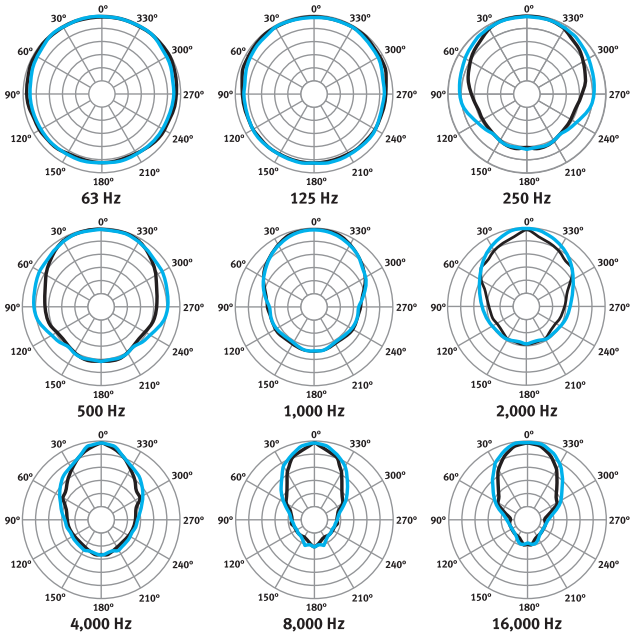 0° 0° 0°
30° 330° 30° 330° 30° 330°
60° 300° 60° 300° 60° 300°
90° 270° 90° 270° 90° 270°
120° 240° 120° 240° 120° 240°
150° 210° 150° 210° 150° 210°
180° 180° 180°
63 Hz 125 Hz 250 Hz
0° 0° 0°
30° 330° 30° 330° 30° 330°
60° 300° 60° 300° 60° 300°
90° 270° 90° 270° 90° 270°
120° 240° 120° 240° 120° 240°
150° 210° 150° 210° 150° 210°
180° 180° 180°
500 Hz 1,000 Hz 2,000 Hz
0° 0° 0°
30° 330° 30° 330° 30° 330°
60° 300° 60° 300° 60° 300°
90° 270° 90° 270° 90° 270°
120° 240° 120° 240° 120° 240°
150° 210° 150° 210° 150° 210°
180° 180° 180°
4,000 Hz 8,000 Hz 16,000 Hz